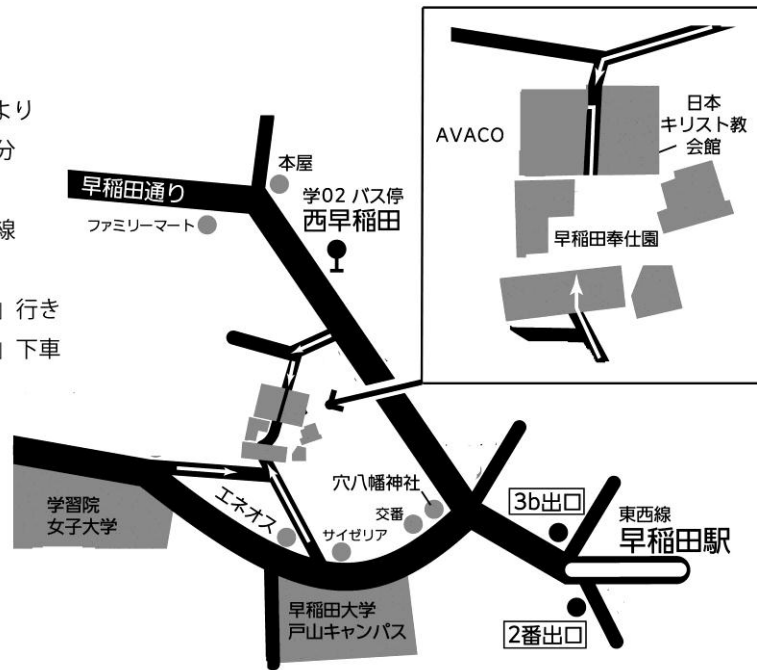 より
分
線
行き
下車
早稲田通り
本屋
ファミリーマート
学02 バス停
西早稲田
AVACO
日本
キリスト教
会館
早稲田奉仕園
学習院
女子大学
エネオス
サイゼリア
交番
穴八幡神社
早稲田大学
戸山キャンパス
3b出口
東西線
早稲田駅
2番出口